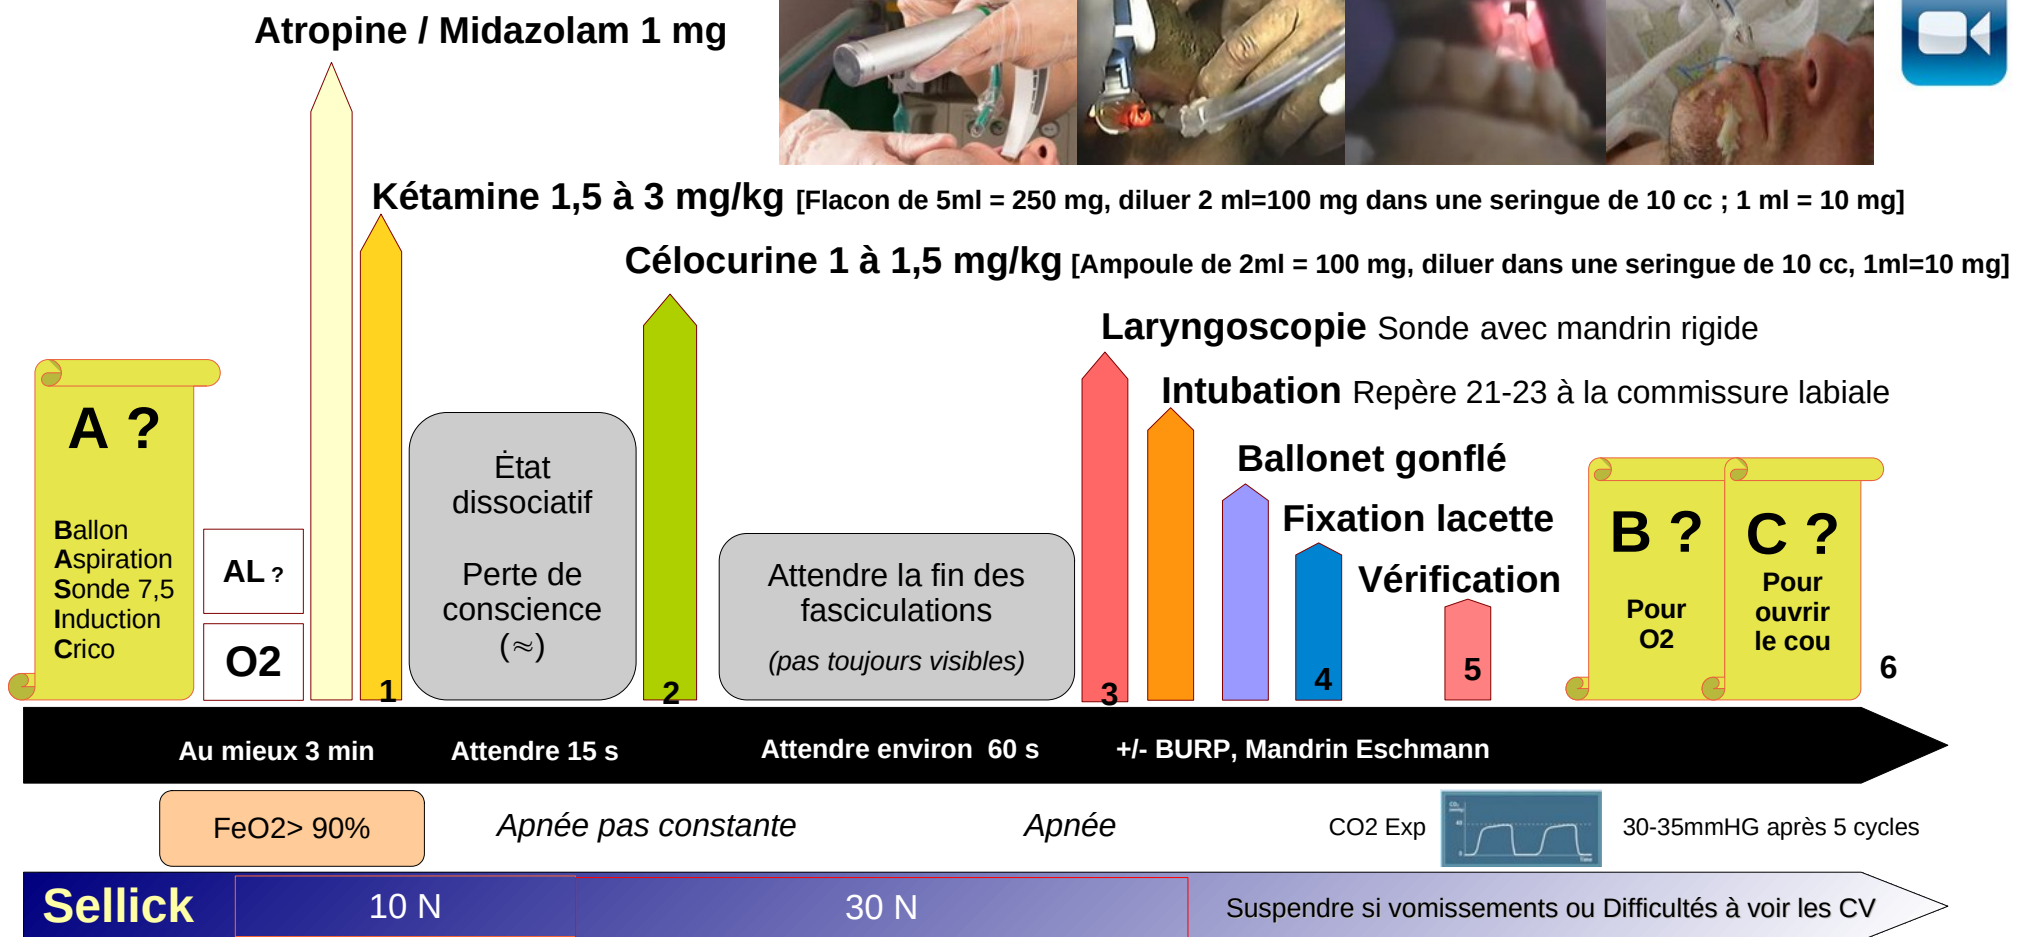 Atropine / Midazolam 1 mg
Kétamine 1,5 à 3 mg/kg [Flacon de 5ml = 250 mg, diluer 2 ml=100 mg dans une seringue de 10 cc ; 1 ml = 10 mg]
Célocurine 1 à 1,5 mg/kg [Ampoule de 2ml = 100 mg, diluer dans une seringue de 10 cc, 1ml=10 mg]
Laryngoscopie Sonde avec mandrin rigide
Intubation Repère 21-23 à la commissure labiale
Ballonet gonflé
Fixation lacette
Vérification
A ?
Ballon
Aspiration
Sonde 7,5
Induction
Crico
AL ?
O2
1
Ėtat
dissociatif
Perte de
conscience
(≈)
2
Attendre la fin des
fasciculations
(pas toujours visibles)
3
4
5
B ?
Pour
O2
C ?
Pour
ouvrir
le cou
6
Au mieux 3 min
Attendre 15 s
Attendre environ 60 s
+/- BURP, Mandrin Eschmann
FeO2> 90%
Apnée pas constante
Apnée
CO2 Exp
30-35mmHG après 5 cycles
Sellick
10 N
30 N
Suspendre si vomissements ou Difficultés à voir les CV